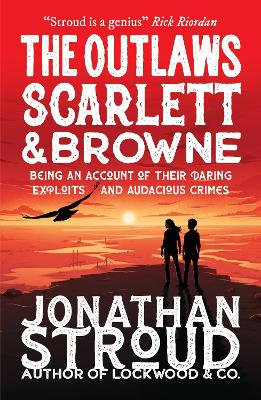 “Stroud is a genius” Rick Riordan
THE OUTLAWS
SCARLETT
& BROWNE
BEING AN ACCOUNT OF THEIR DARING
EXPLOITS AND AUDACIOUS CRIMES
JONATHAN
STROUD
AUTHOR OF LOCKWOOD & CO.